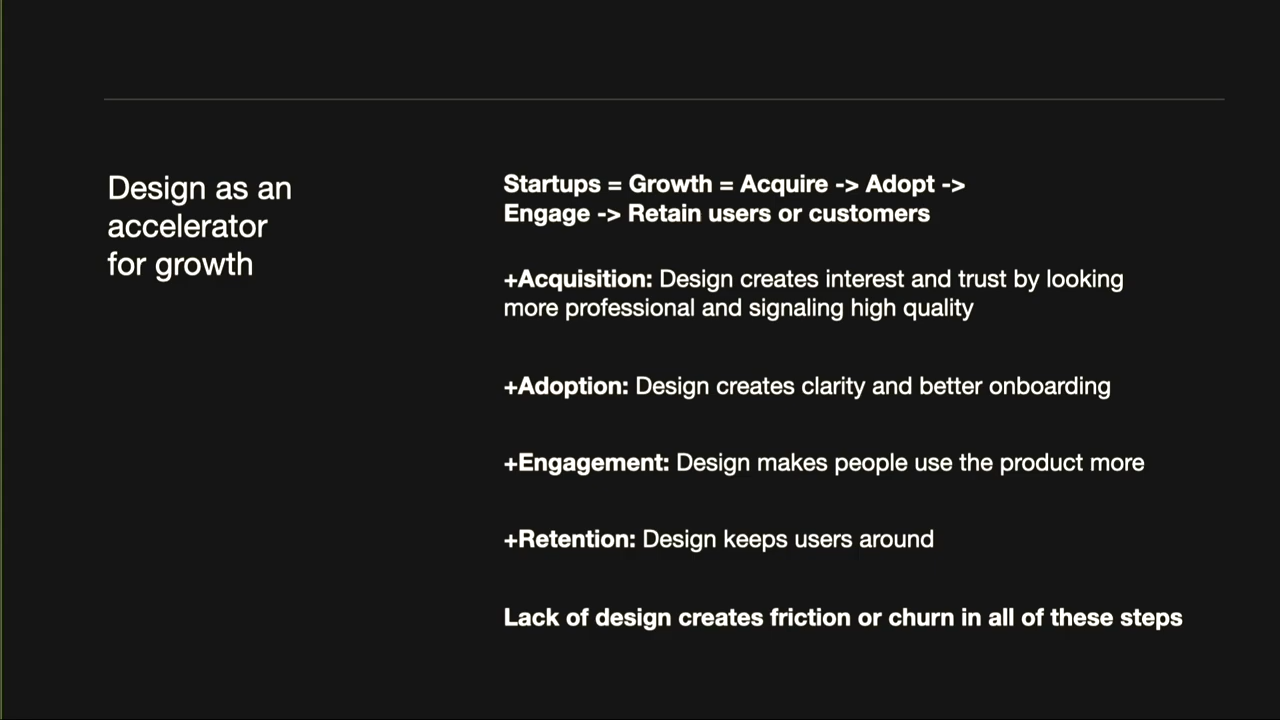 Design as an
accelerator
for growth
Startups = Growth = Acquire -> Adopt ->
Engage -> Retain users or customers
+Acquisition: Design creates interest and trust by looking
more professional and signaling high quality
+Adoption: Design creates clarity and better onboarding
+Engagement: Design makes people use the product more
+Retention: Design keeps users around
Lack of design creates friction or churn in all of these steps